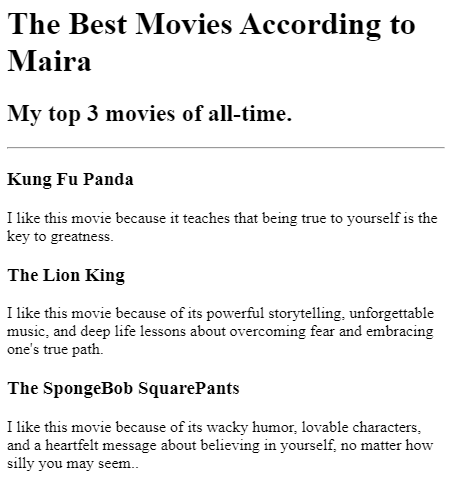 The Best Movies According to
Maira
My top 3 movies of all-time.
Kung Fu Panda
I like this movie because it teaches that being true to yourself is the
key to greatness.
The Lion King
I like this movie because of its powerful storytelling, unforgettable
music, and deep life lessons about overcoming fear and embracing
one's true path.
The SpongeBob SquarePants
I like this movie because of its wacky humor, lovable characters,
and a heartfelt message about believing in yourself, no matter how
silly you may seem..